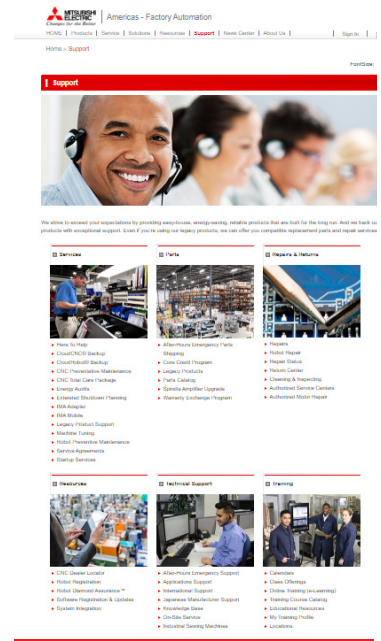 MITSUBISHI
ELECTRIC
Changes for the Better
Americas - Factory Automation
HOME | Products | Service | Solutions | Resources | Support | News Center | About Us |
| Sign In |
Home > Support
FontSize:
Support
We strive to exceed your expectations by providing easy-to-use, energy-saving, reliable products that are built for the long run. And we back ou
products with exceptional support. Even if you're using our legacy products, we can offer you compatible replacement parts and repair services
Services
Here To Help
CloudCNC® Backup
CloudRobot® Backup
CNC Preventative Maintenance
CNC Total Care Package
Energy Audits
Extended Shutdown Planning
IMA Adapter
IMA Mobile
Legacy Product Support
Machine Tuning
Robot Preventive Maintenance
Service Agreements
Startup Services
Parts
After-Hours Emergency Parts
Shipping
Core Credit Program
Legacy Products
Parts Catalog
Spindle Amplifier Upgrade
Warranty Exchange Program
Repairs & Returns
Repairs
Robot Repair
Repair Status
Return Center
Cleaning & Inspecting
Authorized Service Centers
Authorized Motor Repair
Resources
CNC Dealer Locator
Robot Registration
Robot Diamond Assurance™
Software Registration & Updates
System Integration
Technical Support
After-Hours Emergency Support
Applications Support
International Support
Japanese Manufacturer Support
Knowledge Base
On-Site Service
Industrial Sewing Machines
Training
Calendars
Class Offerings
Online Training (e-Learning)
Training Course Catalog
Educational Resources
My Training Profile
Locations